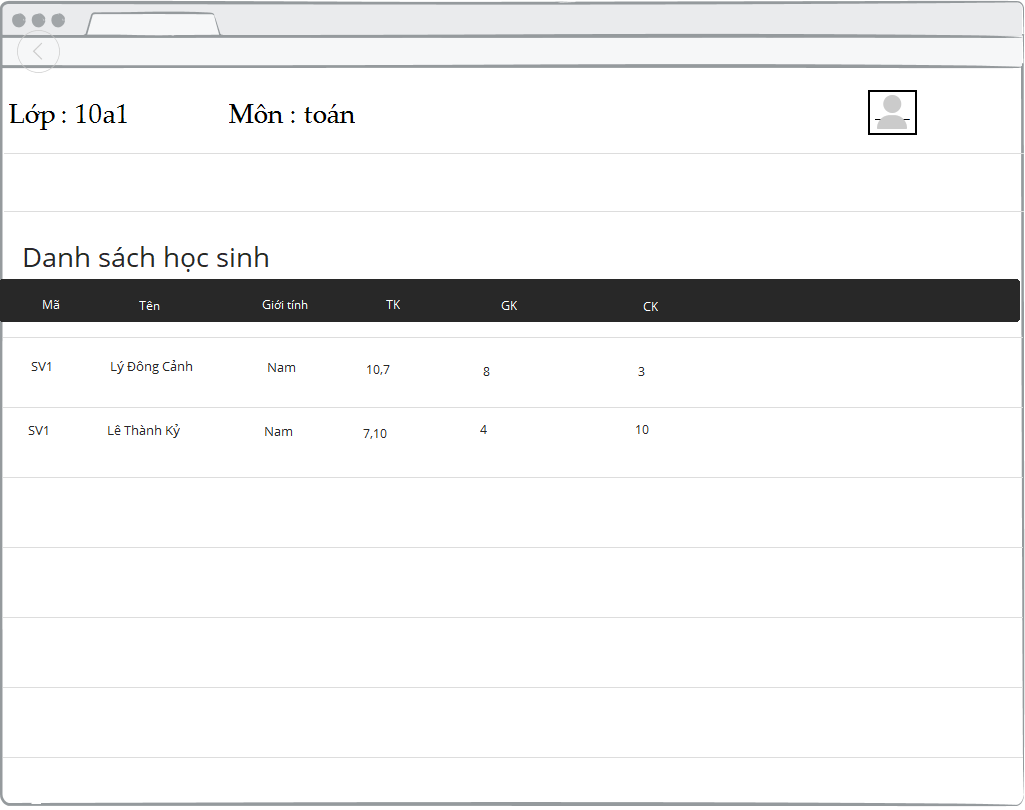 Lớp : 10a1 Môn : toán
Danh sách học sinh
Mã Tên Giới tính TK GK CK
SV1 Lý Đông Cảnh Nam 10,7 8 3
SV1 Lê Thành Kỷ Nam 7,10 4 10